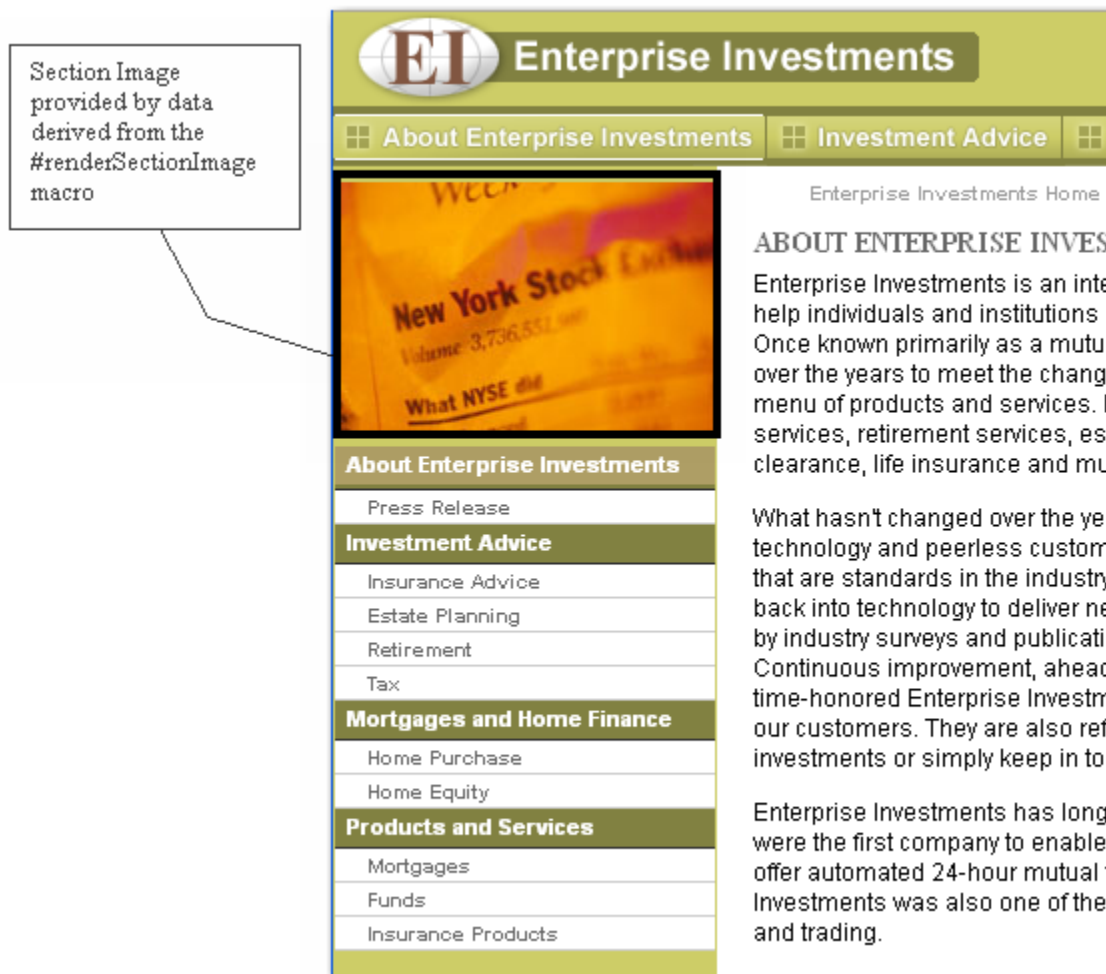 Section Image
provided by data
derived from the
#renderSectionImage
macro
EI Enterprise Investments
About Enterprise Investments
Investment Advice
New York Stock
Volume 3,736,55
What NYSE did
Enterprise Investments Home
ABOUT ENTERPRISE INVES
Enterprise Investments is an inte
help individuals and institutions
Once known primarily as a mutu
over the years to meet the chang
menu of products and services.
services, retirement services, es
clearance, life insurance and mu
What hasn't changed over the ye
technology and peerless custom
that are standards in the industry
back into technology to deliver ne
by industry surveys and publicati
Continuous improvement, ahead
time-honored Enterprise Investm
our customers. They are also ref
investments or simply keep in to
Enterprise Investments has long
were the first company to enable
offer automated 24-hour mutual
Investments was also one of the
and trading.
About Enterprise Investments
Press Release
Investment Advice
Insurance Advice
Estate Planning
Retirement
Tax
Mortgages and Home Finance
Home Purchase
Home Equity
Products and Services
Mortgages
Funds
Insurance Products